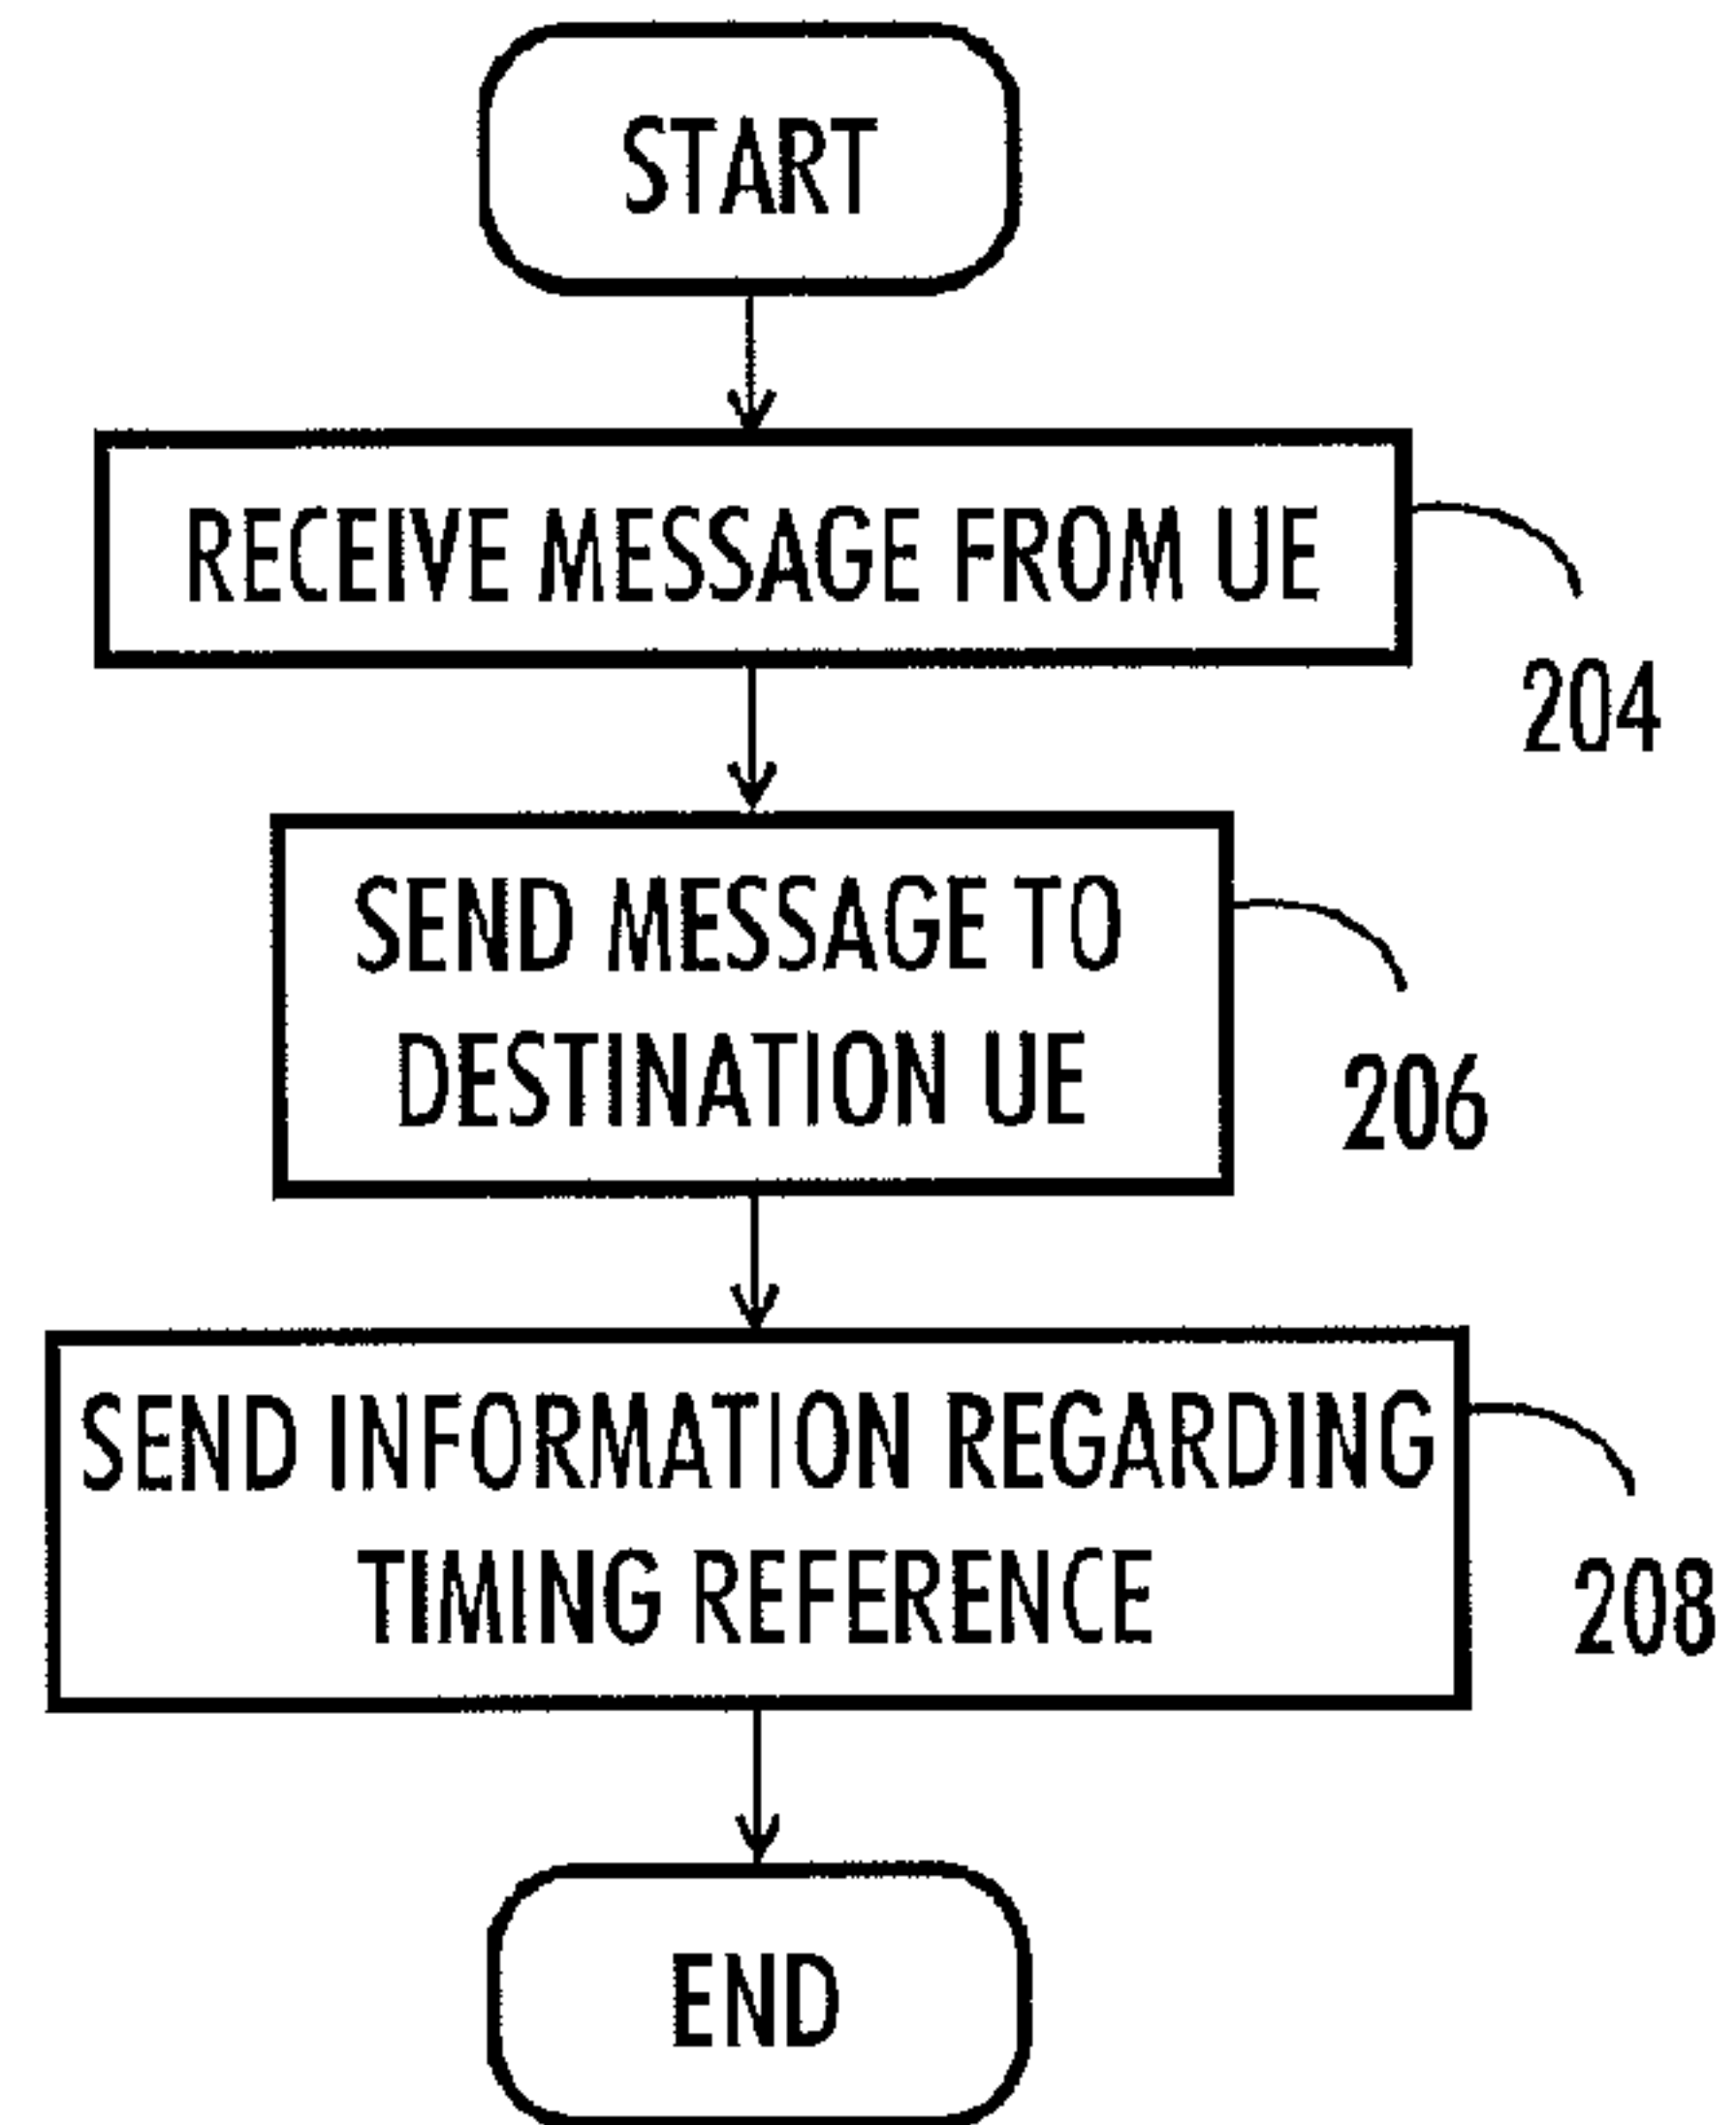 START
RECEIVE MESSAGE FROM UE
204
SEND MESSAGE TO
DESTINATION UE
206
SEND INFORMATION REGARDING
TIMING REFERENCE
208
END